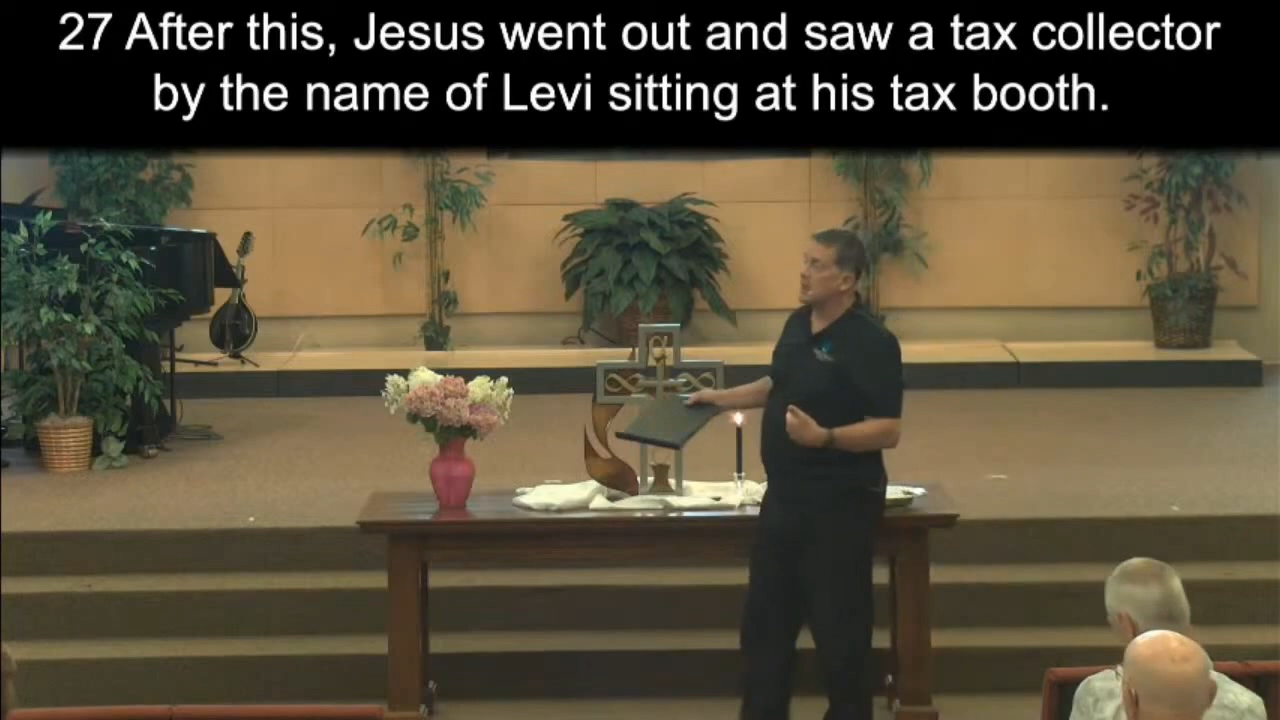 27 After this, Jesus went out and saw a tax collector
by the name of Levi sitting at his tax booth.